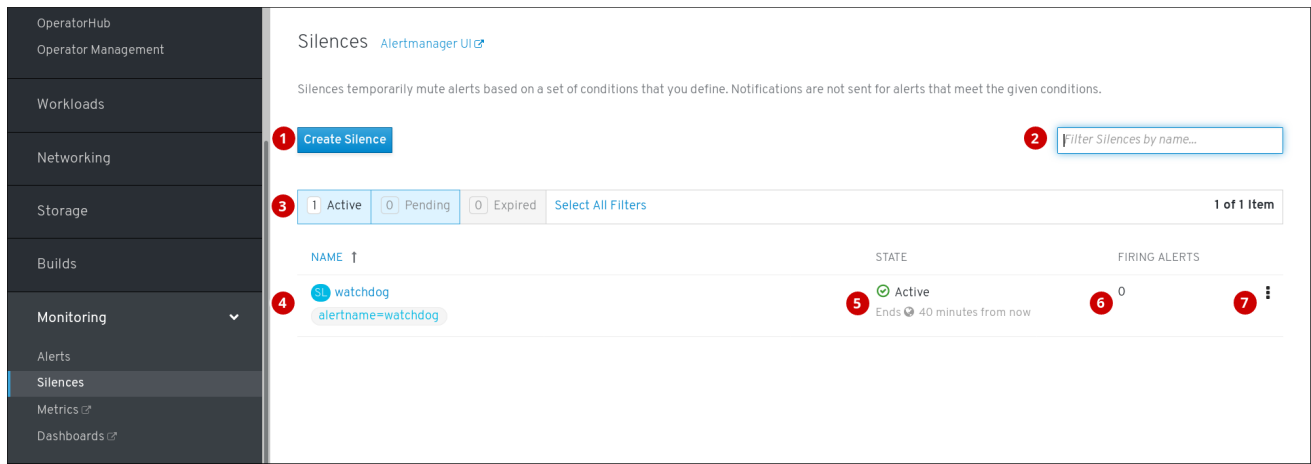 OperatorHub
Operator Management
Workloads
Networking
Storage
Builds
Monitoring
Alerts
Silences
Metrics
Dashboards
Silences Alertmanager UI
Silences temporarily mute alerts based on a set of conditions that you define. Notifications are not sent for alerts that meet the given conditions.
1 Create Silence 2 Filter Silences by name...
3 1 Active 0 Pending 0 Expired Select All Filters 1 of 1 Item
NAME ↑ STATE FIRING ALERTS
4 SL watchdog 5 Active 6 0 7
alertname=watchdog Ends 40 minutes from now